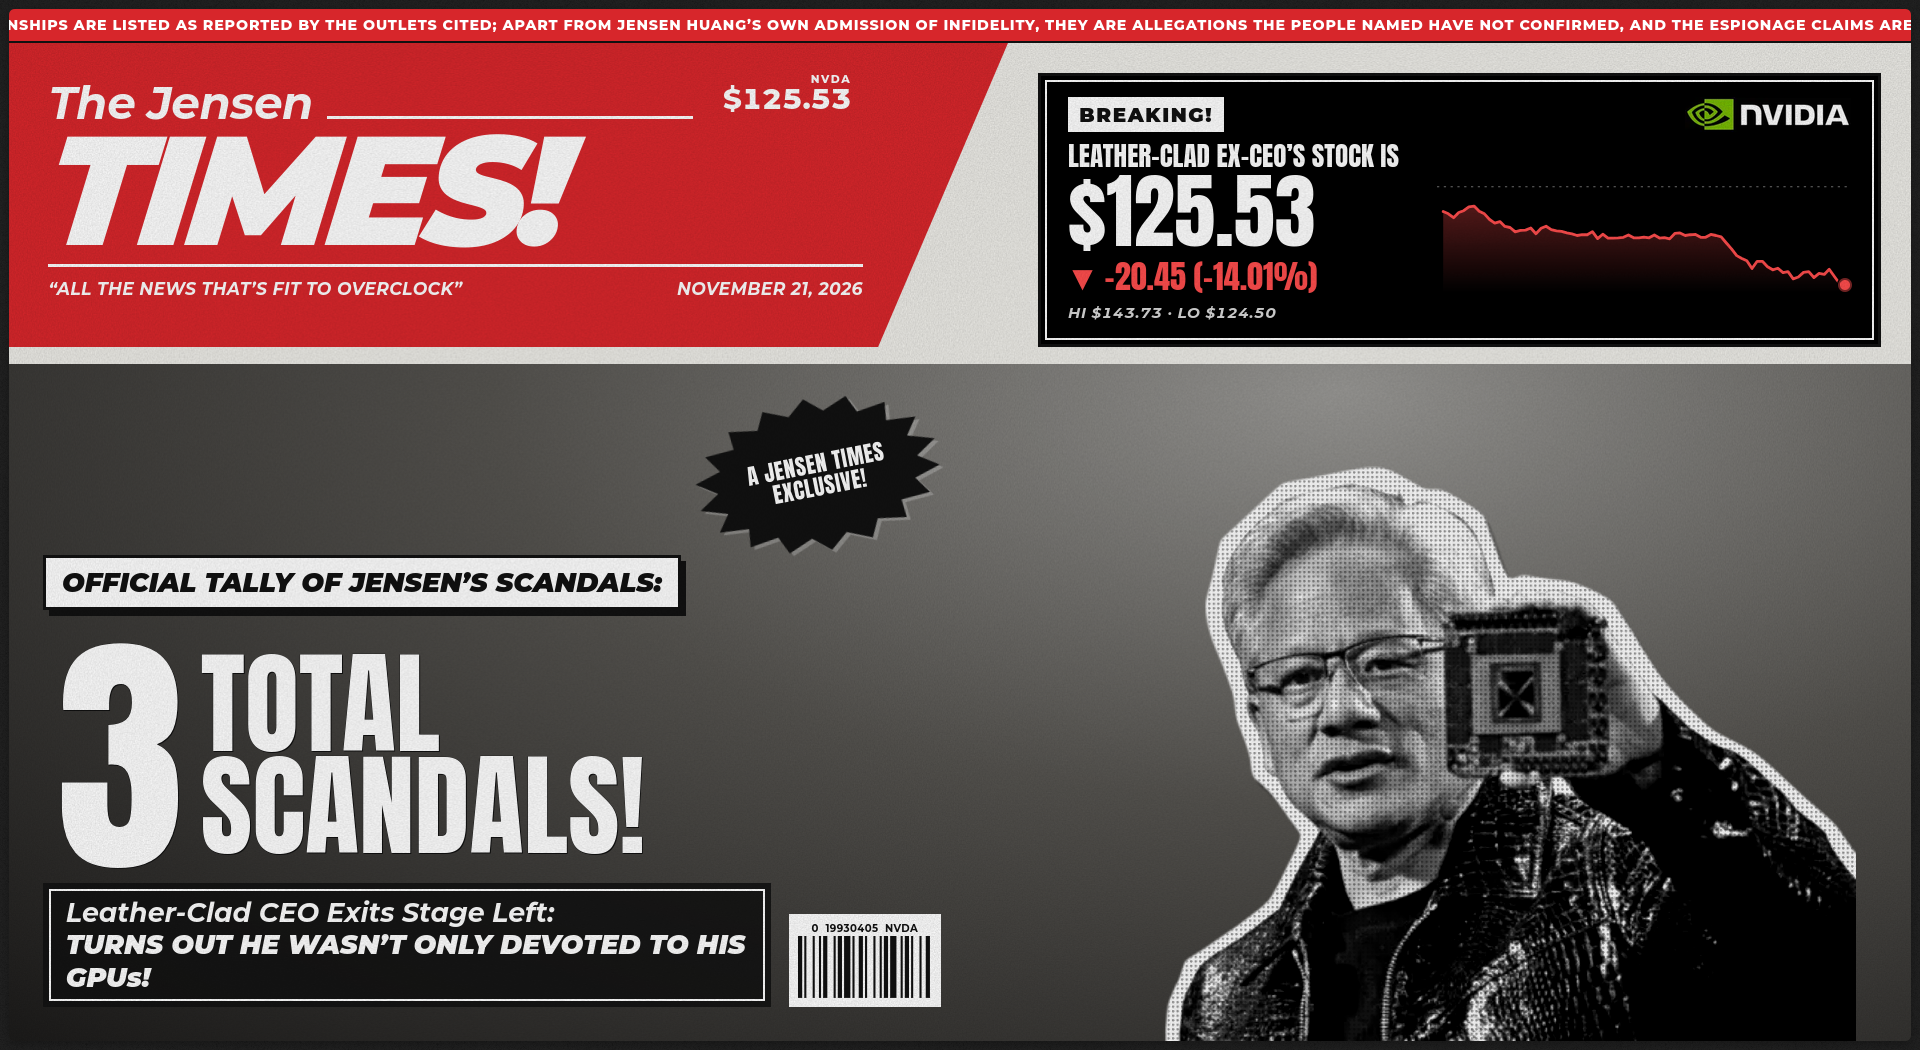 NSHIPS ARE LISTED AS REPORTED BY THE OUTLETS CITED; APART FROM JENSEN HUANG’S OWN ADMISSION OF INFIDELITY, THEY ARE ALLEGATIONS THE PEOPLE NAMED HAVE NOT CONFIRMED, AND THE ESPIONAGE CLAIMS ARE
The Jensen
NVDA
$125.53
TIMES!
“ALL THE NEWS THAT’S FIT TO OVERCLOCK”
NOVEMBER 21, 2026
BREAKING!
NVIDIA
LEATHER-CLAD EX-CEO’S STOCK IS
$125.53
▼ -20.45 (-14.01%)
HI $143.73 · LO $124.50
A JENSEN TIMES
EXCLUSIVE!
OFFICIAL TALLY OF JENSEN’S SCANDALS:
3 TOTAL
SCANDALS!
Leather-Clad CEO Exits Stage Left:
TURNS OUT HE WASN’T ONLY DEVOTED TO HIS
GPUs!
0 19930405 NVDA